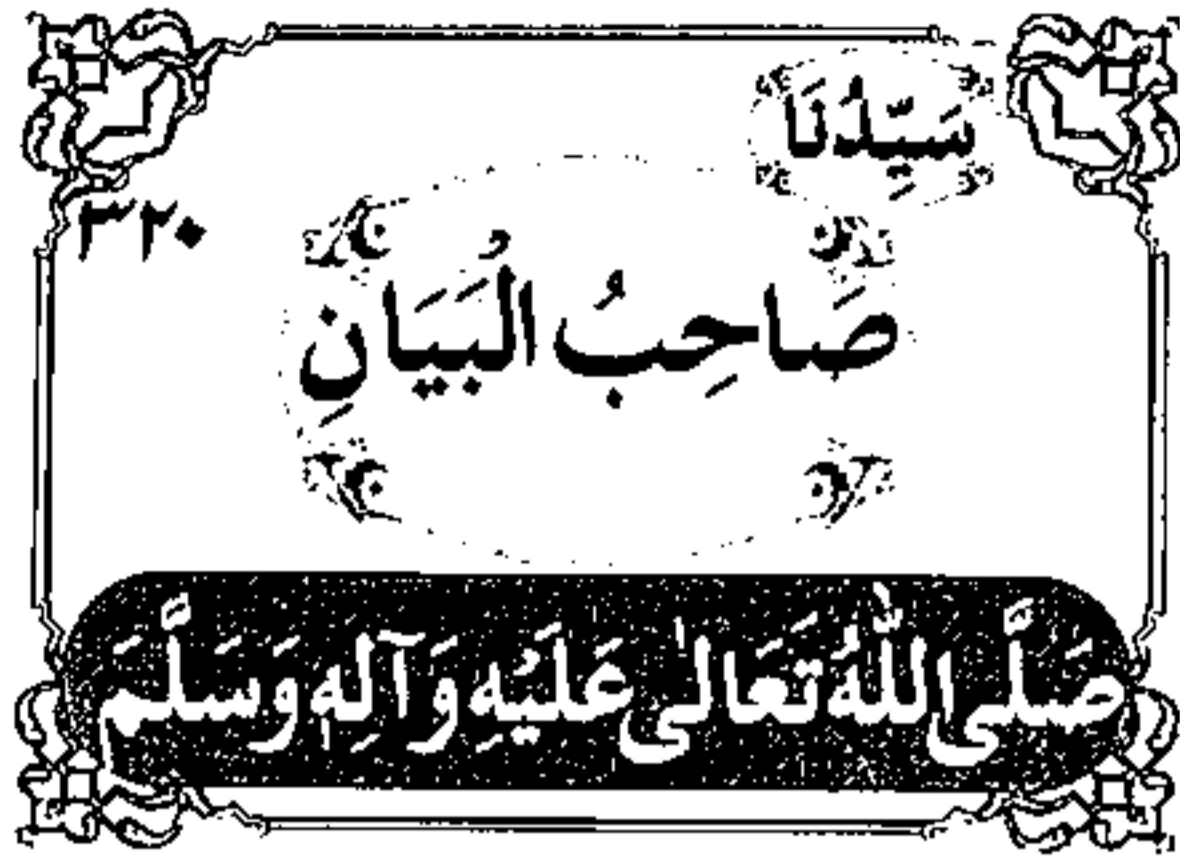 سَيِّدُنَا
٣٢٠
صَاحِبُ الْبَيَانِ
صَلَّى اللّٰهُ تَعَالٰى عَلَيْهِ وَآلِهٖ وَسَلَّمَ